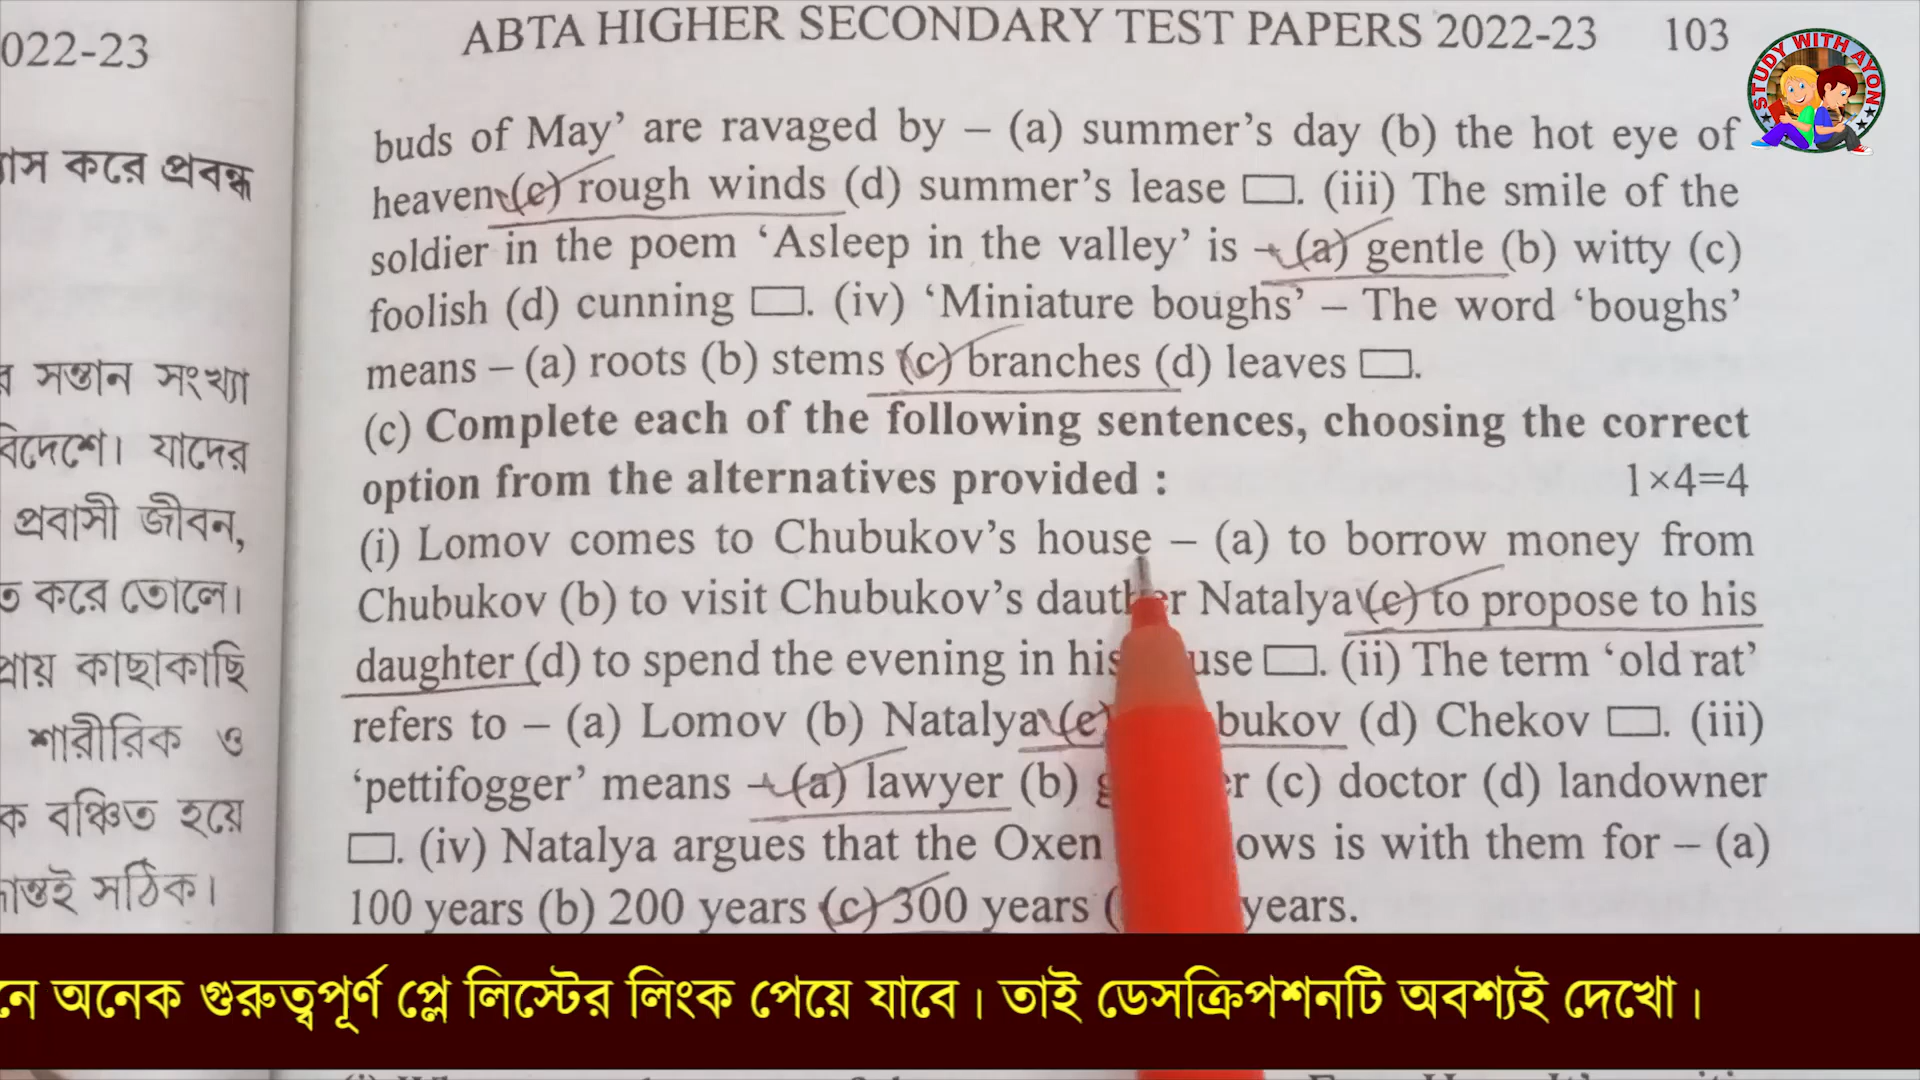 022-23
ABTA HIGHER SECONDARY TEST PAPERS 2022-23 103
STUDY WITH AYON
buds of May’ are ravaged by – (a) summer’s day (b) the hot eye of
heaven (c) rough winds (d) summer’s lease □. (iii) The smile of the
soldier in the poem ‘Asleep in the valley’ is – (a) gentle (b) witty (c)
foolish (d) cunning □. (iv) ‘Miniature boughs’ – The word ‘boughs’
means – (a) roots (b) stems (c) branches (d) leaves □.
(c) Complete each of the following sentences, choosing the correct
option from the alternatives provided : 1×4=4
(i) Lomov comes to Chubukov’s house – (a) to borrow money from
Chubukov (b) to visit Chubukov’s Natalya (c) to propose to his
daughter (d) to spend the evening in □. (ii) The term ‘old rat’
refers to – (a) Lomov (b) Natalya (c) bukov (d) Chekov □. (iii)
‘pettifogger’ means – (a) lawyer (b) (c) doctor (d) landowner
□. (iv) Natalya argues that the Oxen is with them for – (a)
100 years (b) 200 years (c) 300 years years.
করে প্রবন্ধ
সন্তান সংখ্যা
বিদেশে। যাদের
প্রবাসী জীবন,
করে তোলে।
প্রায় কাছাকাছি
শারীরিক ও
বঞ্চিত হয়ে
সঠিক।
নে অনেক গুরুত্বপূর্ণ প্লে লিস্টের লিংক পেয়ে যাবে। তাই ডেসক্রিপশনটি অবশ্যই দেখো।